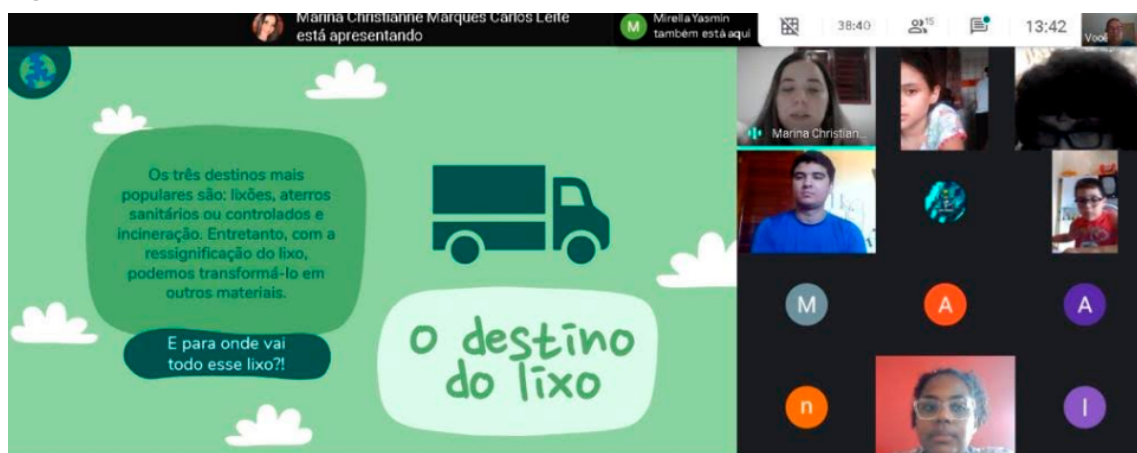 Marina Christianne Marques Carlos Leite
está apresentando
M
Mirella Yasmin
também está aqui
38:40
15
13:42
Você
Os três destinos mais
populares são: lixões, aterros
sanitários ou controlados e
incineração. Entretanto, com a
ressignificação do lixo,
podemos transformá-lo em
outros materiais.
E para onde vai
todo esse lixo?!
o destino
do lixo
Marina Christian...
M
A
A
n
I